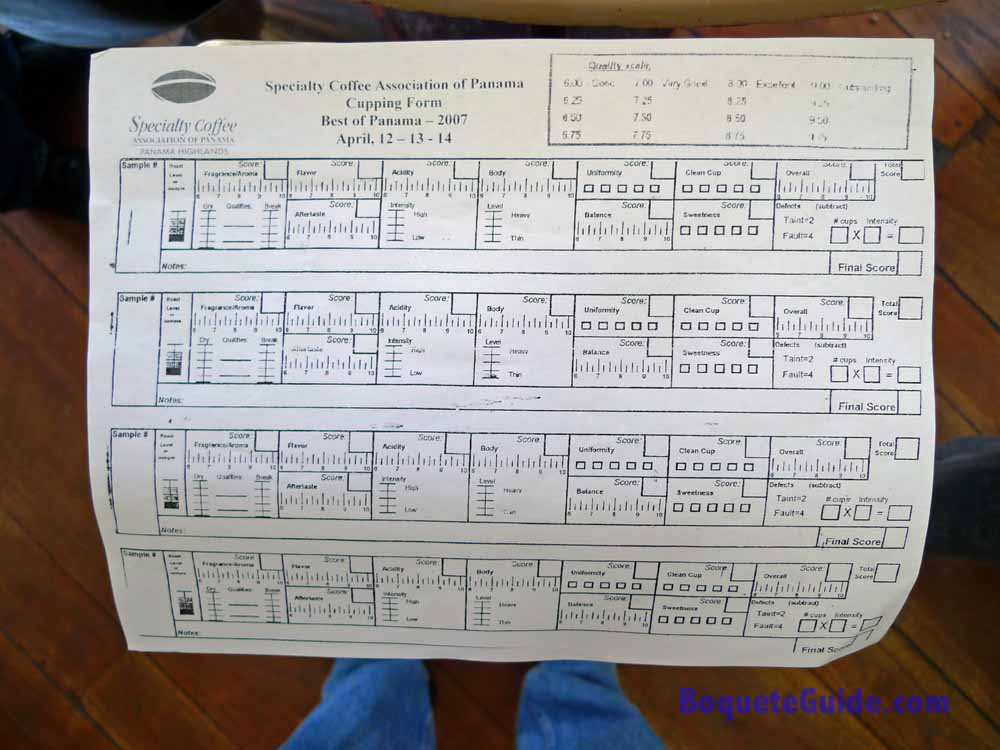 Specialty Coffee Association of Panama
Cupping Form
Best of Panama – 2007
April, 12 – 13 - 14
Specialty Coffee
ASSOCIATION OF PANAMA
PANAMA HIGHLANDS
Quality scale,
6.00 Good 7.00 Very Good 8.00 Excellent 9.00 Outstanding
6.25 7.25 8.25 9.25
6.50 7.50 8.50 9.50
6.75 7.75 8.75 9.75
Sample # Roast Score: Score: Score: Score: Score: Score: Score: Total
Level Fragrance/Aroma Flavor Acidity Body Uniformity Clean Cup Overall Score:
of
sample 6 7 8 9 10 6 7 8 9 10 6 7 8 9 10 6 7 8 9 10 6 7 8 9 10
Dry Qualities: Break Score: Intensity Level Score: Score: Defects (subtract)
Aftertaste High Heavy Balance Sweetness Taint=2 # cups Intensity
6 7 8 9 10 Low Thin 6 7 8 9 10 Fault=4 X =
Notes: Final Score
Sample # Roast Score: Score: Score: Score: Score: Score: Score: Total
Level Fragrance/Aroma Flavor Acidity Body Uniformity Clean Cup Overall Score:
of
sample 6 7 8 9 10 6 7 8 9 10 6 7 8 9 10 6 7 8 9 10 6 7 8 9 10
Dry Qualities: Break Score: Intensity Level Score: Score: Defects (subtract)
Aftertaste High Heavy Balance Sweetness Taint=2 # cups Intensity
6 7 8 9 10 Low Thin 6 7 8 9 10 Fault=4 X =
Notes: Final Score
Sample # Roast Score: Score: Score: Score: Score: Score: Score: Total
Level Fragrance/Aroma Flavor Acidity Body Uniformity Clean Cup Overall Score:
of
sample 6 7 8 9 10 6 7 8 9 10 6 7 8 9 10 6 7 8 9 10 6 7 8 9 10
Dry Qualities: Break Score: Intensity Level Score: Score: Defects (subtract)
Aftertaste High Heavy Balance Sweetness Taint=2 # cups Intensity
6 7 8 9 10 Low Thin 6 7 8 9 10 Fault=4 X =
Notes: Final Score
Sample # Roast Score: Score: Score: Score: Score: Score: Score: Total
Level Fragrance/Aroma Flavor Acidity Body Uniformity Clean Cup Overall Score:
of
sample 6 7 8 9 10 6 7 8 9 10 6 7 8 9 10 6 7 8 9 10 6 7 8 9 10
Dry Qualities: Break Score: Intensity Level Score: Score: Defects (subtract)
Aftertaste High Heavy Balance Sweetness Taint=2 # cups Intensity
6 7 8 9 10 Low Thin 6 7 8 9 10 Fault=4 X =
Notes: Final
BoqueteGuide.com